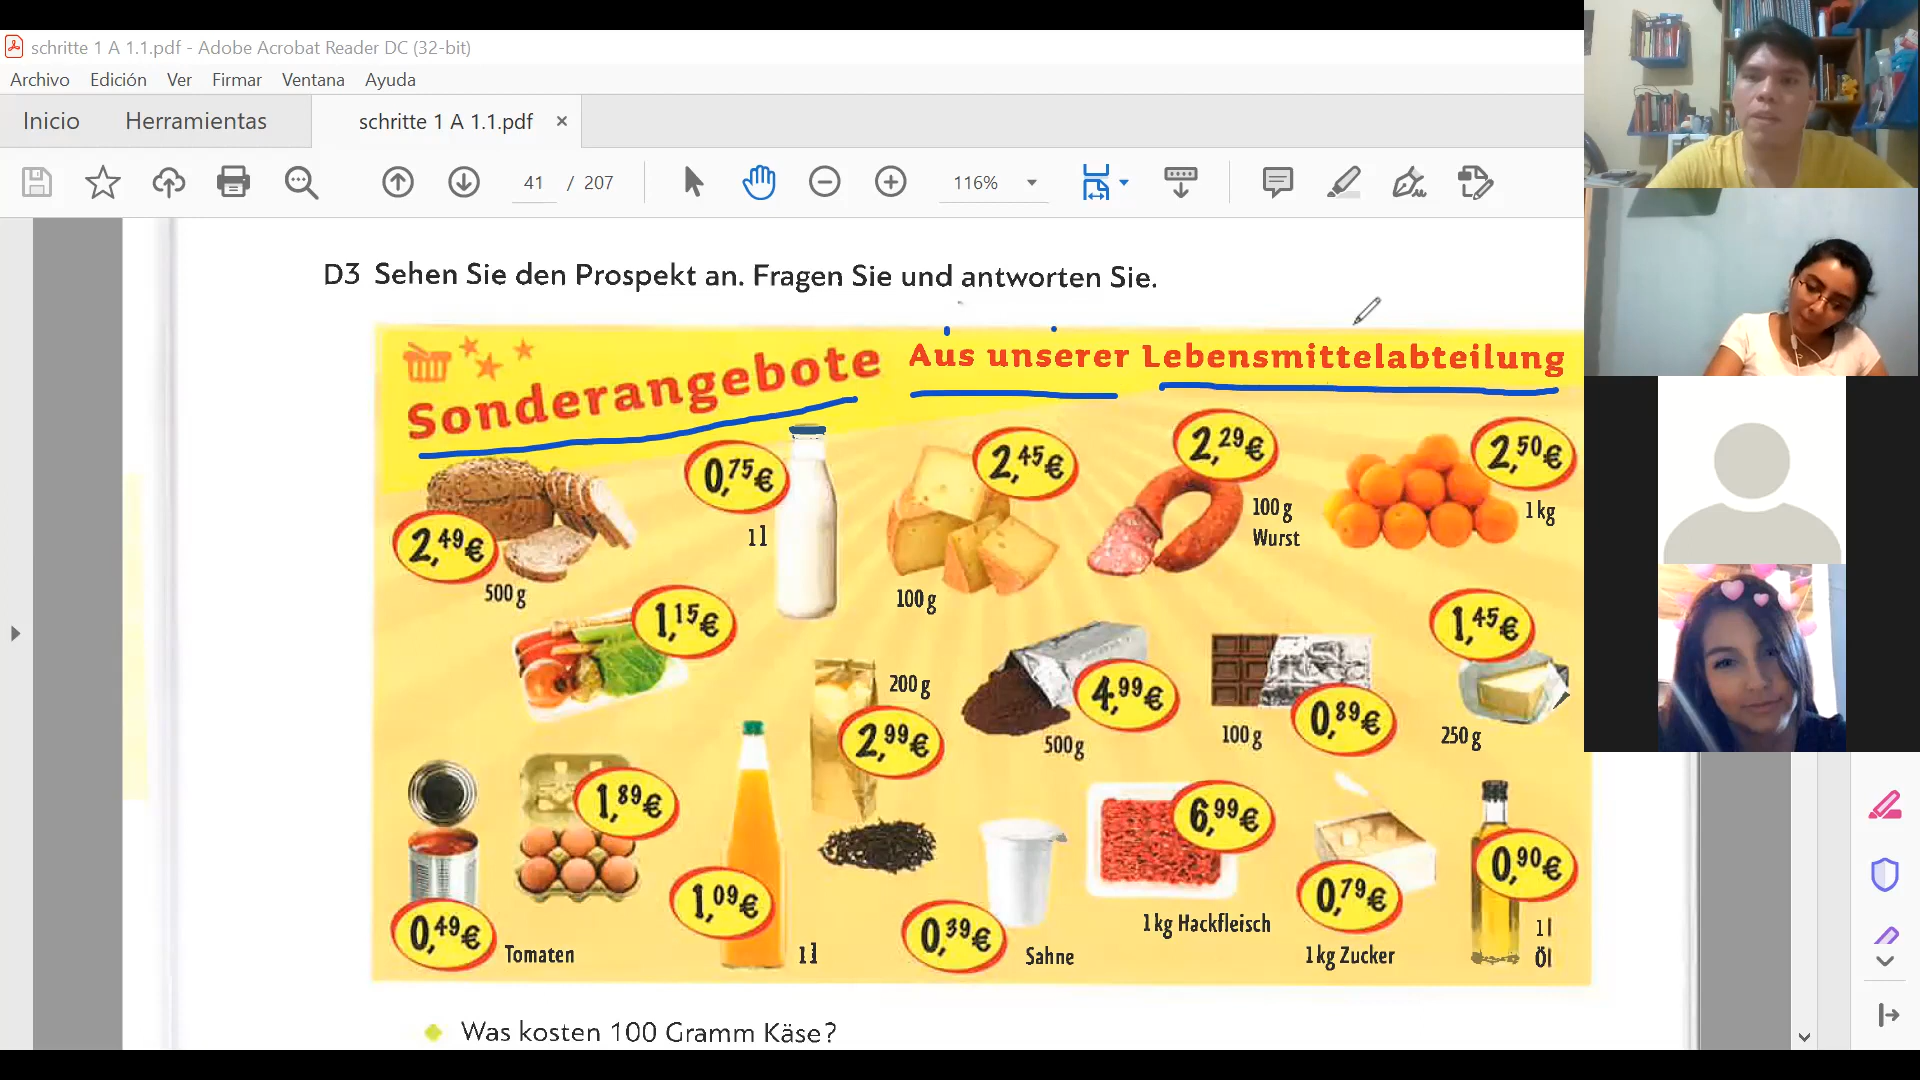 schritte 1 A 1.1.pdf - Adobe Acrobat Reader DC (32-bit)
Archivo Edición Ver Firmar Ventana Ayuda
Inicio Herramientas schritte 1 A 1.1.pdf ×
41 / 207 116%
D3 Sehen Sie den Prospekt an. Fragen Sie und antworten Sie.
Sonderangebote Aus unserer Lebensmittelabteilung
2,49€
500 g
0,75€
1 l
2,45€
100 g
2,29€
100 g
Wurst
2,50€
1 kg
1,15€
200 g
2,99€
4,99€
500 g
100 g
0,89€
1,45€
250 g
0,49€
Tomaten
1,89€
1,09€
1 l
0,39€
Sahne
6,99€
1 kg Hackfleisch
0,79€
1 kg Zucker
0,90€
1 l
Öl
Was kosten 100 Gramm Käse?